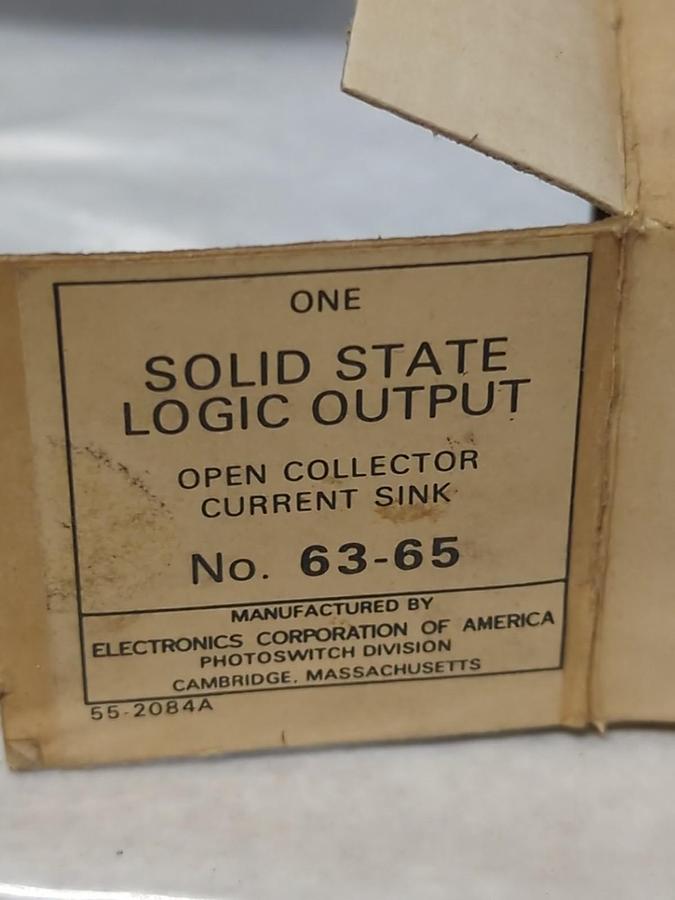 ONE
SOLID STATE
LOGIC OUTPUT
OPEN COLLECTOR
CURRENT SINK
No. 63-65
MANUFACTURED BY
ELECTRONICS CORPORATION OF AMERICA
PHOTOSWITCH DIVISION
CAMBRIDGE, MASSACHUSETTS
55-2084A